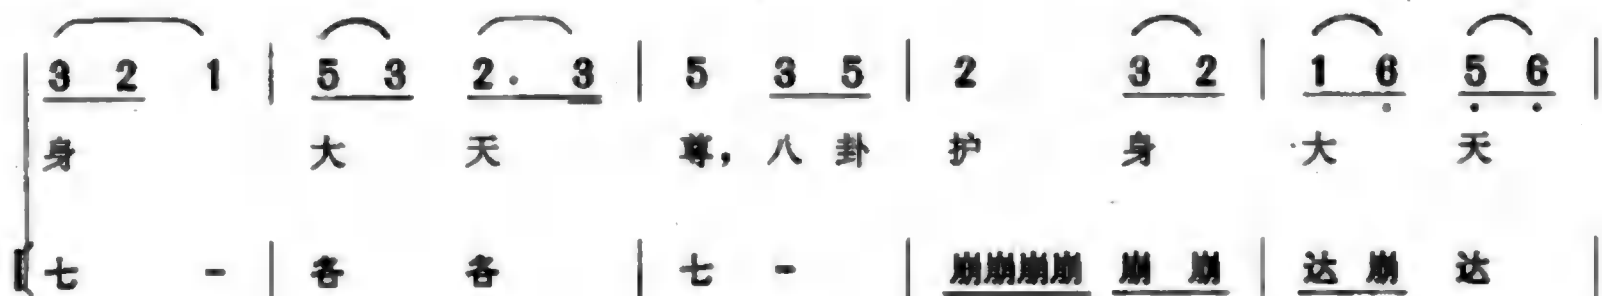 3 2 1 | 5 3 2. 3 | 5 3 5 | 2 3 2 | 1 6 5 6 |
身 大 天 尊，八 卦 护 身 大 天
七 - | 各 各 | 七 - | 崩崩崩崩 崩 崩 | 达 崩 达 |